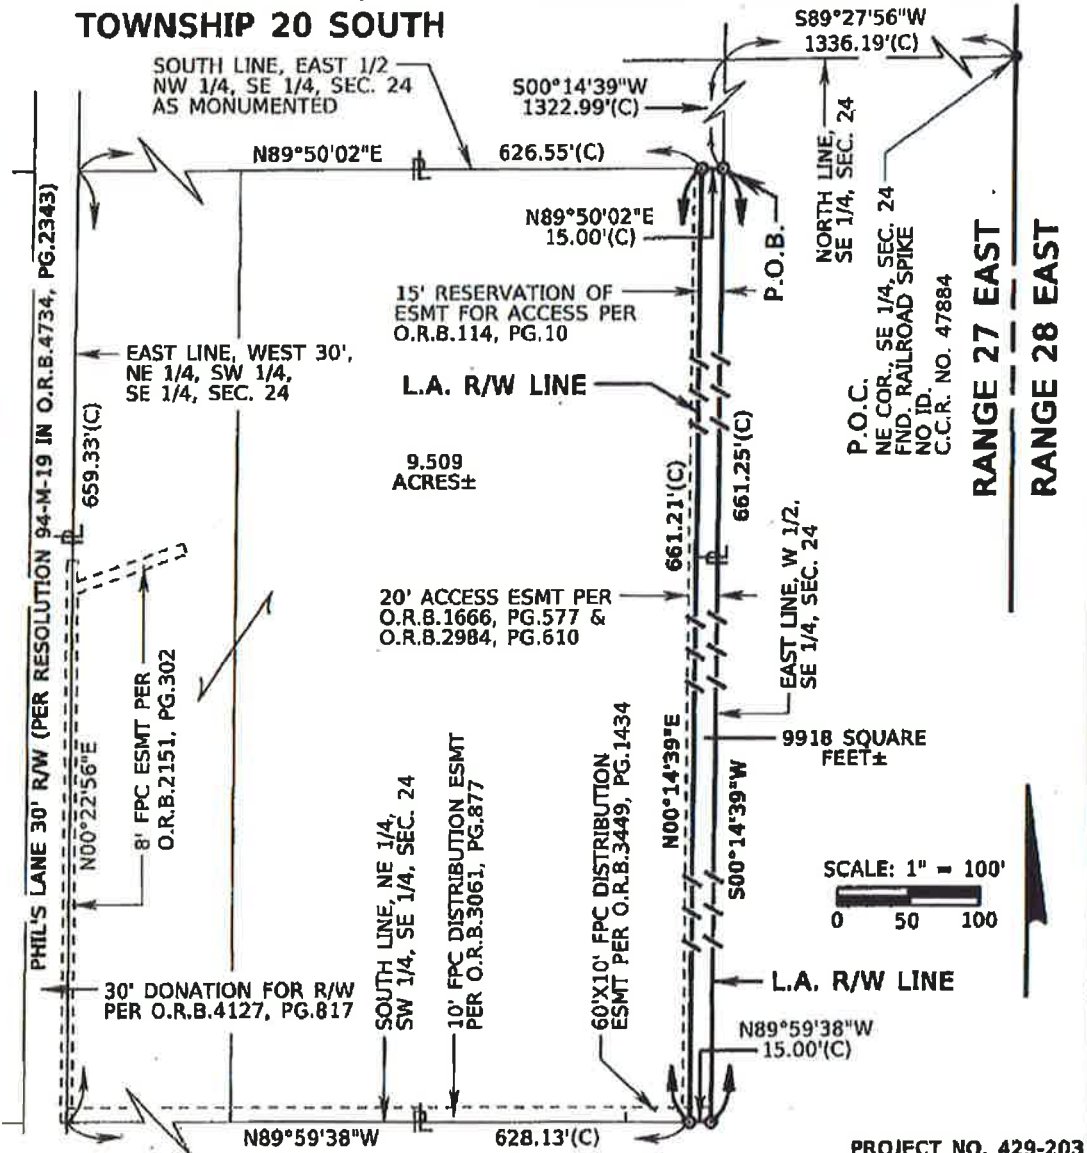 TOWNSHIP 20 SOUTH
S89°27'56"W
1336.19'(C)
SOUTH LINE, EAST 1/2
NW 1/4, SE 1/4, SEC. 24
AS MONUMENTED
S00°14'39"W
1322.99'(C)
N89°50'02"E
626.55'(C)
N89°50'02"E
15.00'(C)
P.O.B.
NORTH LINE,
SE 1/4, SEC. 24
P.O.C.
NE COR., SE 1/4, SEC. 24
FND. RAILROAD SPIKE
NO ID.
C.C.R. NO. 47884
RANGE 27 EAST
RANGE 28 EAST
PHIL'S LANE 30' R/W (PER RESOLUTION 94-M-19 IN O.R.B.4734, PG.2343)
15' RESERVATION OF
ESMT FOR ACCESS PER
O.R.B.114, PG.10
EAST LINE, WEST 30',
NE 1/4, SW 1/4,
SE 1/4, SEC. 24
L.A. R/W LINE
659.33'(C)
9.509
ACRES±
661.21'(C)
661.25'(C)
EAST LINE, W 1/2,
SE 1/4, SEC. 24
20' ACCESS ESMT PER
O.R.B.1666, PG.577 &
O.R.B.2984, PG.610
N00°22'56"E
8' FPC ESMT PER
O.R.B.2151, PG.302
SOUTH LINE, NE 1/4,
SW 1/4, SE 1/4, SEC. 24
10' FPC DISTRIBUTION ESMT
PER O.R.B.3061, PG.877
60'X10' FPC DISTRIBUTION
ESMT PER O.R.B.3449, PG.1434
N00°14'39"E
S00°14'39"W
9918 SQUARE
FEET±
SCALE: 1" = 100'
0 50 100
30' DONATION FOR R/W
PER O.R.B.4127, PG.817
L.A. R/W LINE
N89°59'38"W
15.00'(C)
N89°59'38"W
628.13'(C)
PROJECT NO. 429-203